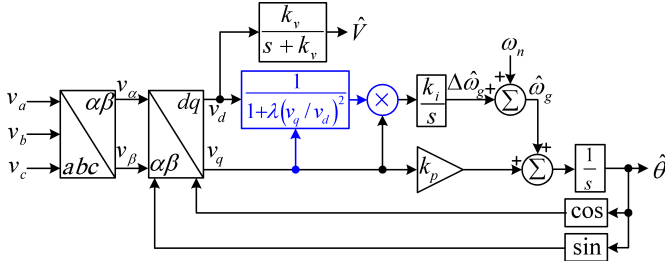 k_v
s + k_v
V̂
ω_n
v_a
αβ
v_α
dq
v_d
1
1+λ(v_q/v_d)^2
×
k_i
s
Δω̂_g
+
+
Σ
ω̂_g
v_b
v_c
abc
v_β
αβ
v_q
k_p
+
+
Σ
1
s
θ̂
cos
sin